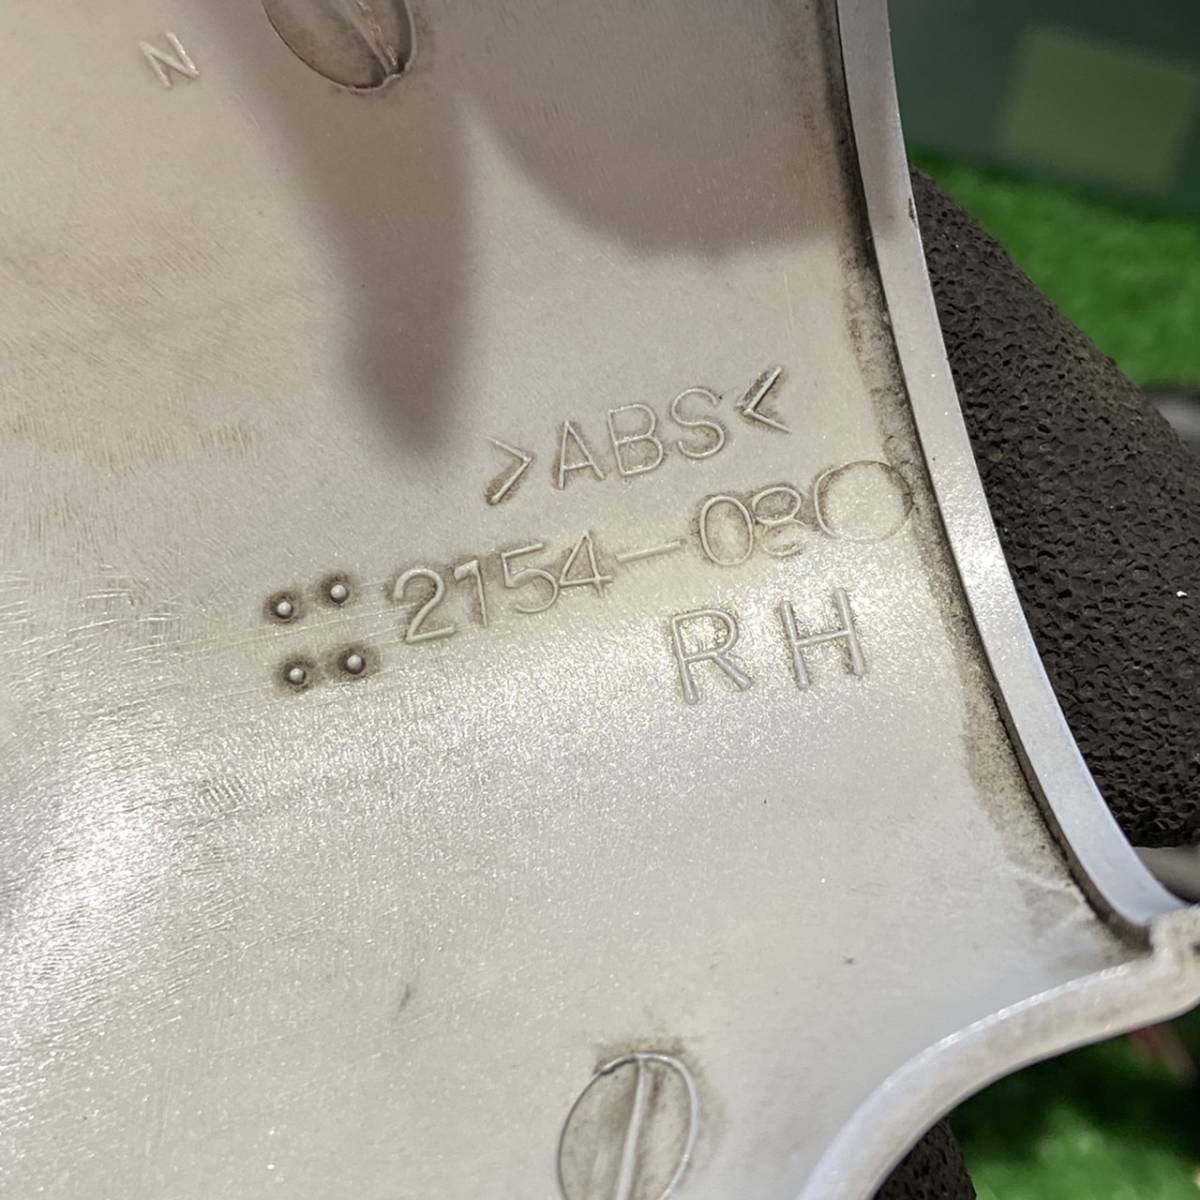 N
>ABS<
2154-080
RH